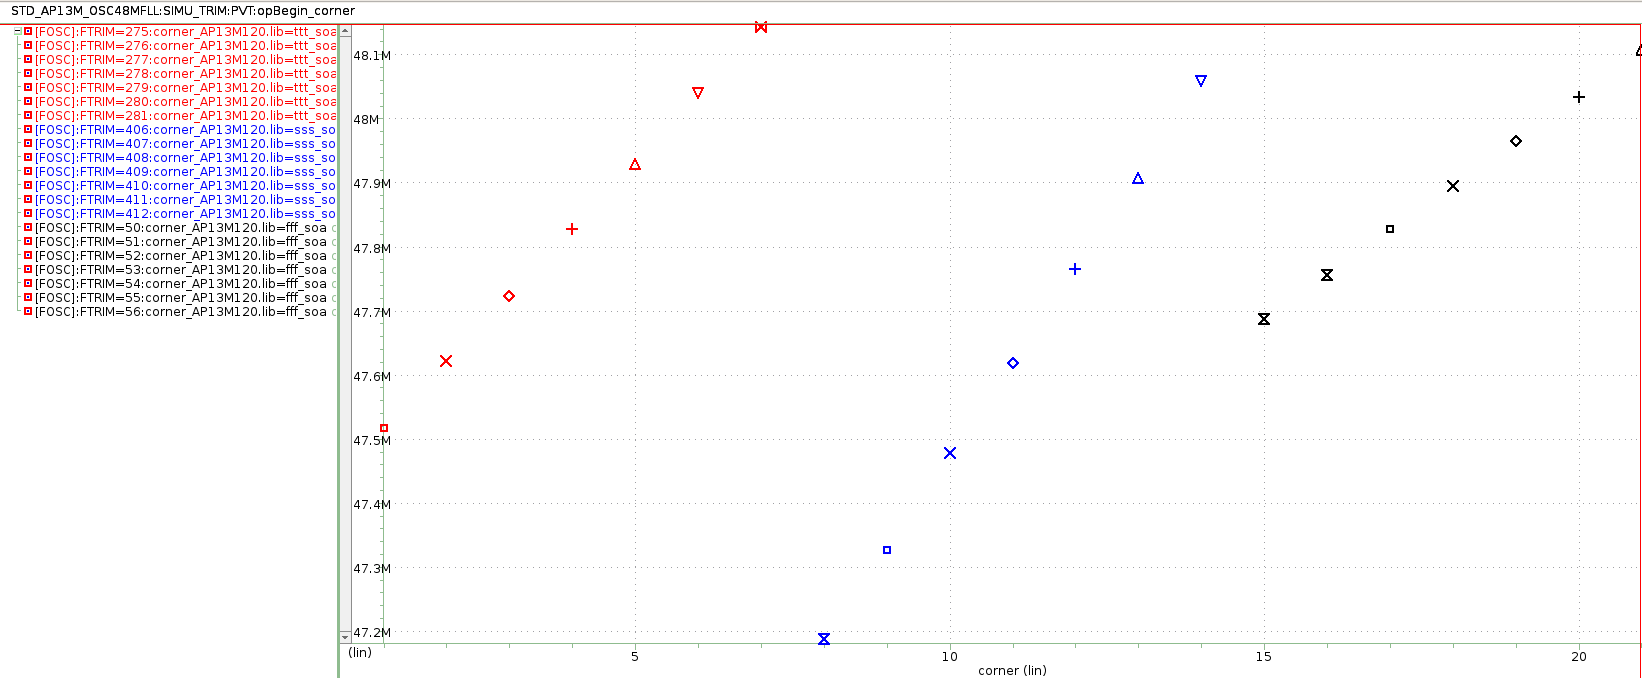 STD_AP13M_OSC48MFLL:SIMU_TRIM:PVT:opBegin_corner
[FOSC]:FTRIM=275:corner_AP13M120.lib=ttt_soa
[FOSC]:FTRIM=276:corner_AP13M120.lib=ttt_soa
[FOSC]:FTRIM=277:corner_AP13M120.lib=ttt_soa
[FOSC]:FTRIM=278:corner_AP13M120.lib=ttt_soa
[FOSC]:FTRIM=279:corner_AP13M120.lib=ttt_soa
[FOSC]:FTRIM=280:corner_AP13M120.lib=ttt_soa
[FOSC]:FTRIM=281:corner_AP13M120.lib=ttt_soa
[FOSC]:FTRIM=406:corner_AP13M120.lib=sss_so
[FOSC]:FTRIM=407:corner_AP13M120.lib=sss_so
[FOSC]:FTRIM=408:corner_AP13M120.lib=sss_so
[FOSC]:FTRIM=409:corner_AP13M120.lib=sss_so
[FOSC]:FTRIM=410:corner_AP13M120.lib=sss_so
[FOSC]:FTRIM=411:corner_AP13M120.lib=sss_so
[FOSC]:FTRIM=412:corner_AP13M120.lib=sss_so
[FOSC]:FTRIM=50:corner_AP13M120.lib=fff_soa
[FOSC]:FTRIM=51:corner_AP13M120.lib=fff_soa
[FOSC]:FTRIM=52:corner_AP13M120.lib=fff_soa
[FOSC]:FTRIM=53:corner_AP13M120.lib=fff_soa
[FOSC]:FTRIM=54:corner_AP13M120.lib=fff_soa
[FOSC]:FTRIM=55:corner_AP13M120.lib=fff_soa
[FOSC]:FTRIM=56:corner_AP13M120.lib=fff_soa
48.1M
48M
47.9M
47.8M
47.7M
47.6M
47.5M
47.4M
47.3M
47.2M
(lin)
5 10 15 20
corner (lin)